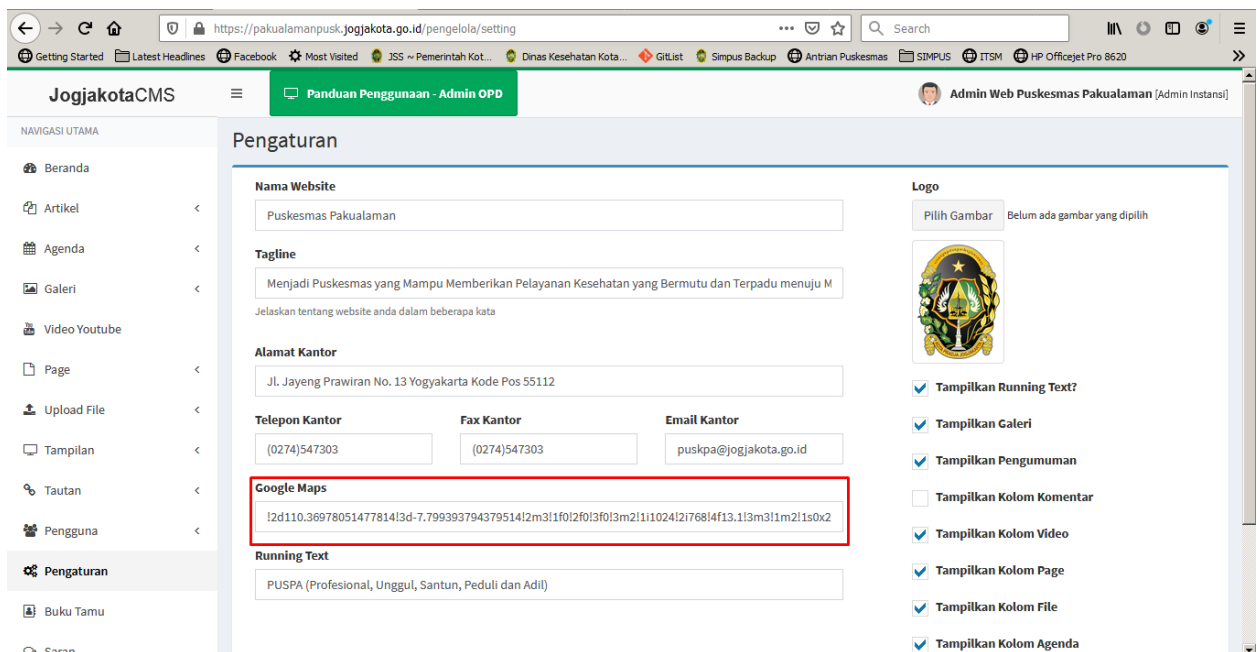 https://pakualamanpusk.jogjakota.go.id/pengelola/setting
Search
Getting Started Latest Headlines Facebook Most Visited JSS ~ Pemerintah Kot... Dinas Kesehatan Kota... GitList Simpus Backup Antrian Puskesmas SIMPUS ITSM HP Officejet Pro 8620
JogjakotaCMS
Panduan Penggunaan - Admin OPD
Admin Web Puskesmas Pakualaman [Admin Instansi]
NAVIGASI UTAMA
Beranda
Artikel
Agenda
Galeri
Video Youtube
Page
Upload File
Tampilan
Tautan
Pengguna
Pengaturan
Buku Tamu
Saran
Pengaturan
Nama Website
Puskesmas Pakualaman
Tagline
Menjadi Puskesmas yang Mampu Memberikan Pelayanan Kesehatan yang Bermutu dan Terpadu menuju M
Jelaskan tentang website anda dalam beberapa kata
Alamat Kantor
Jl. Jayeng Prawiran No. 13 Yogyakarta Kode Pos 55112
Telepon Kantor Fax Kantor Email Kantor
(0274)547303 (0274)547303 puskpa@jogjakota.go.id
Google Maps
!2d110.36978051477814!3d-7.799393794379514!2m3!1f0!2f0!3f0!3m2!1i1024!2i768!4f13.1!3m3!1m2!1s0x2
Running Text
PUSPA (Profesional, Unggul, Santun, Peduli dan Adil)
Logo
Pilih Gambar Belum ada gambar yang dipilih
Tampilkan Running Text?
Tampilkan Galeri
Tampilkan Pengumuman
Tampilkan Kolom Komentar
Tampilkan Kolom Video
Tampilkan Kolom Page
Tampilkan Kolom File
Tampilkan Kolom Agenda